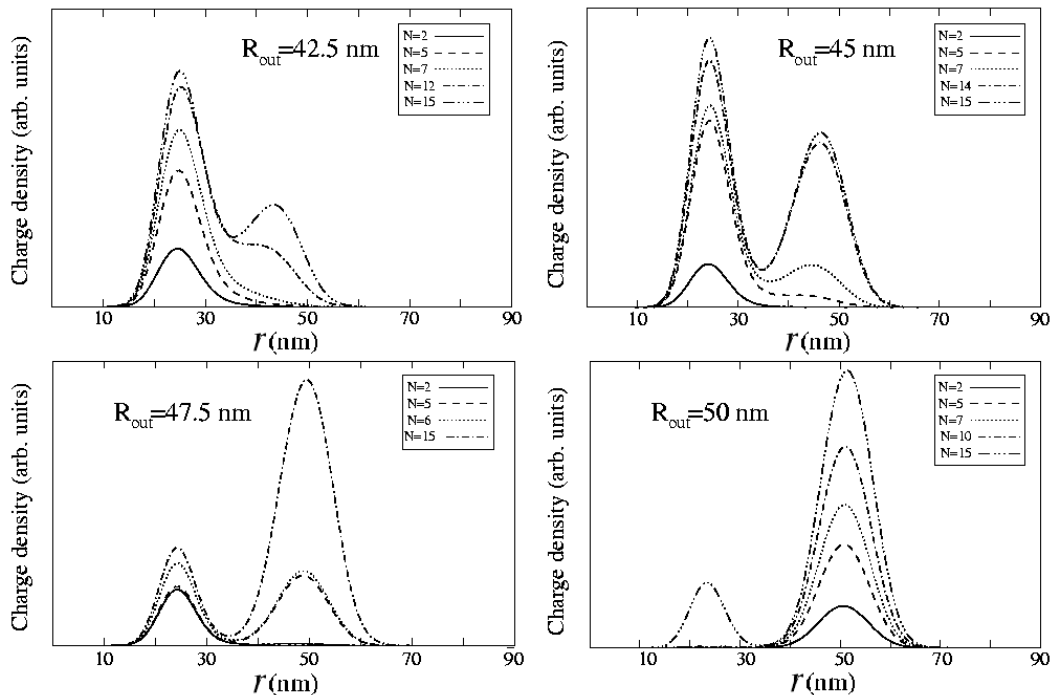 Charge density (arb. units)
R_out=42.5 nm
N=2
N=5
N=7
N=12
N=15
10 30 50 70 90
r(nm)
Charge density (arb. units)
R_out=45 nm
N=2
N=5
N=7
N=14
N=15
10 30 50 70 90
r(nm)
Charge density (arb. units)
R_out=47.5 nm
N=2
N=5
N=6
N=15
10 30 50 70 90
r(nm)
Charge density (arb. units)
R_out=50 nm
N=2
N=5
N=7
N=10
N=15
10 30 50 70 90
r(nm)